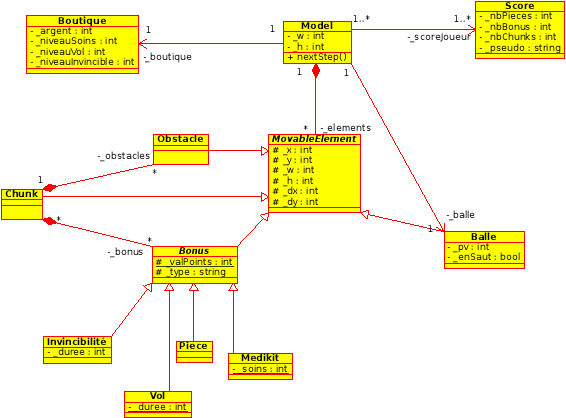 Boutique
- _argent : int
- _niveauSoins : int
- _niveauVol : int
- _niveauInvincible : int
1
-_boutique
1
Model
- _w : int
- _h : int
+ nextStep()
1..*
1..*
-_scoreJoueur
Score
- _nbPieces : int
- _nbBonus : int
- _nbChunks : int
- _pseudo : string
1
1
*
-_elements
Obstacle
-_obstacles
*
MovableElement
# _x : int
# _y : int
# _w : int
# _h : int
# _dx : int
# _dy : int
1
Chunk
*
-_bonus
*
-_balle
1
Balle
- _pv : int
- _enSaut : bool
Bonus
# _valPoints : int
# _type : string
Invincibilité
- _duree : int
Piece
Medikit
- _soins : int
Vol
- _duree : int